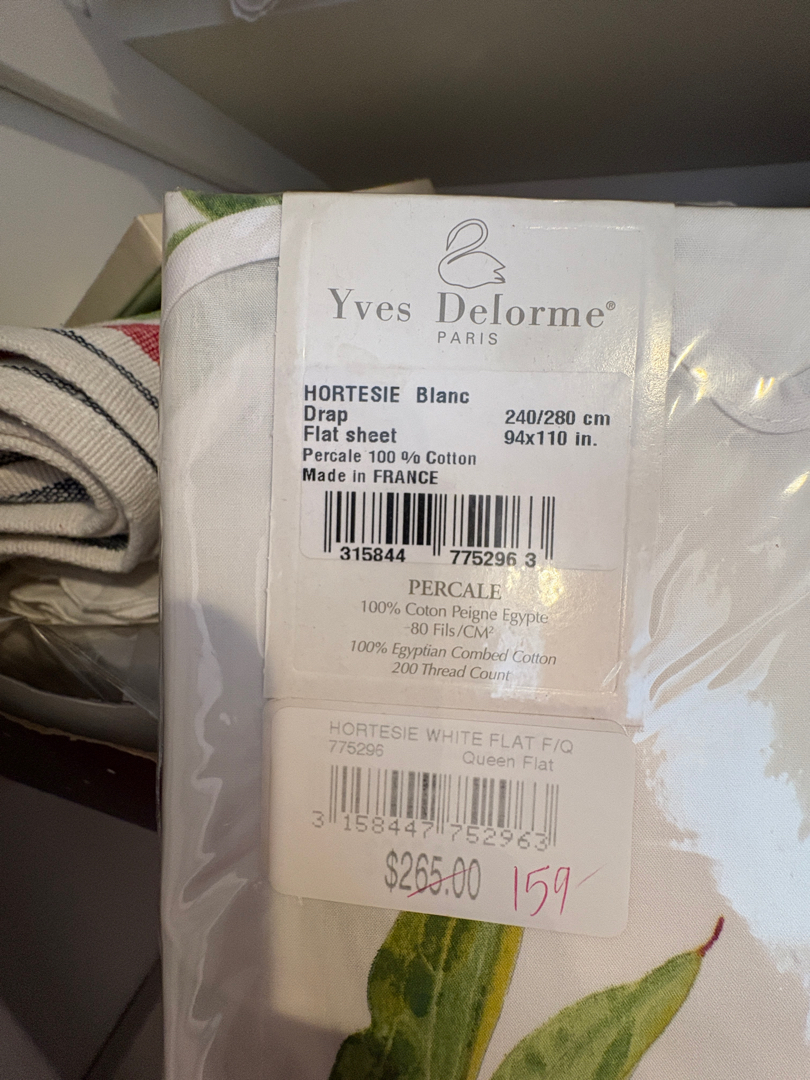 Yves Delorme®
PARIS
HORTESIE Blanc
Drap 240/280 cm
Flat sheet 94x110 in.
Percale 100 % Cotton
Made in FRANCE
315844 775296 3
PERCALE
100% Coton Peigne Egypte
-80 Fils/CM²
100% Egyptian Combed Cotton
200 Thread Count
HORTESIE WHITE FLAT F/Q
775296 Queen Flat
3 158447 752963
$265.00 159-